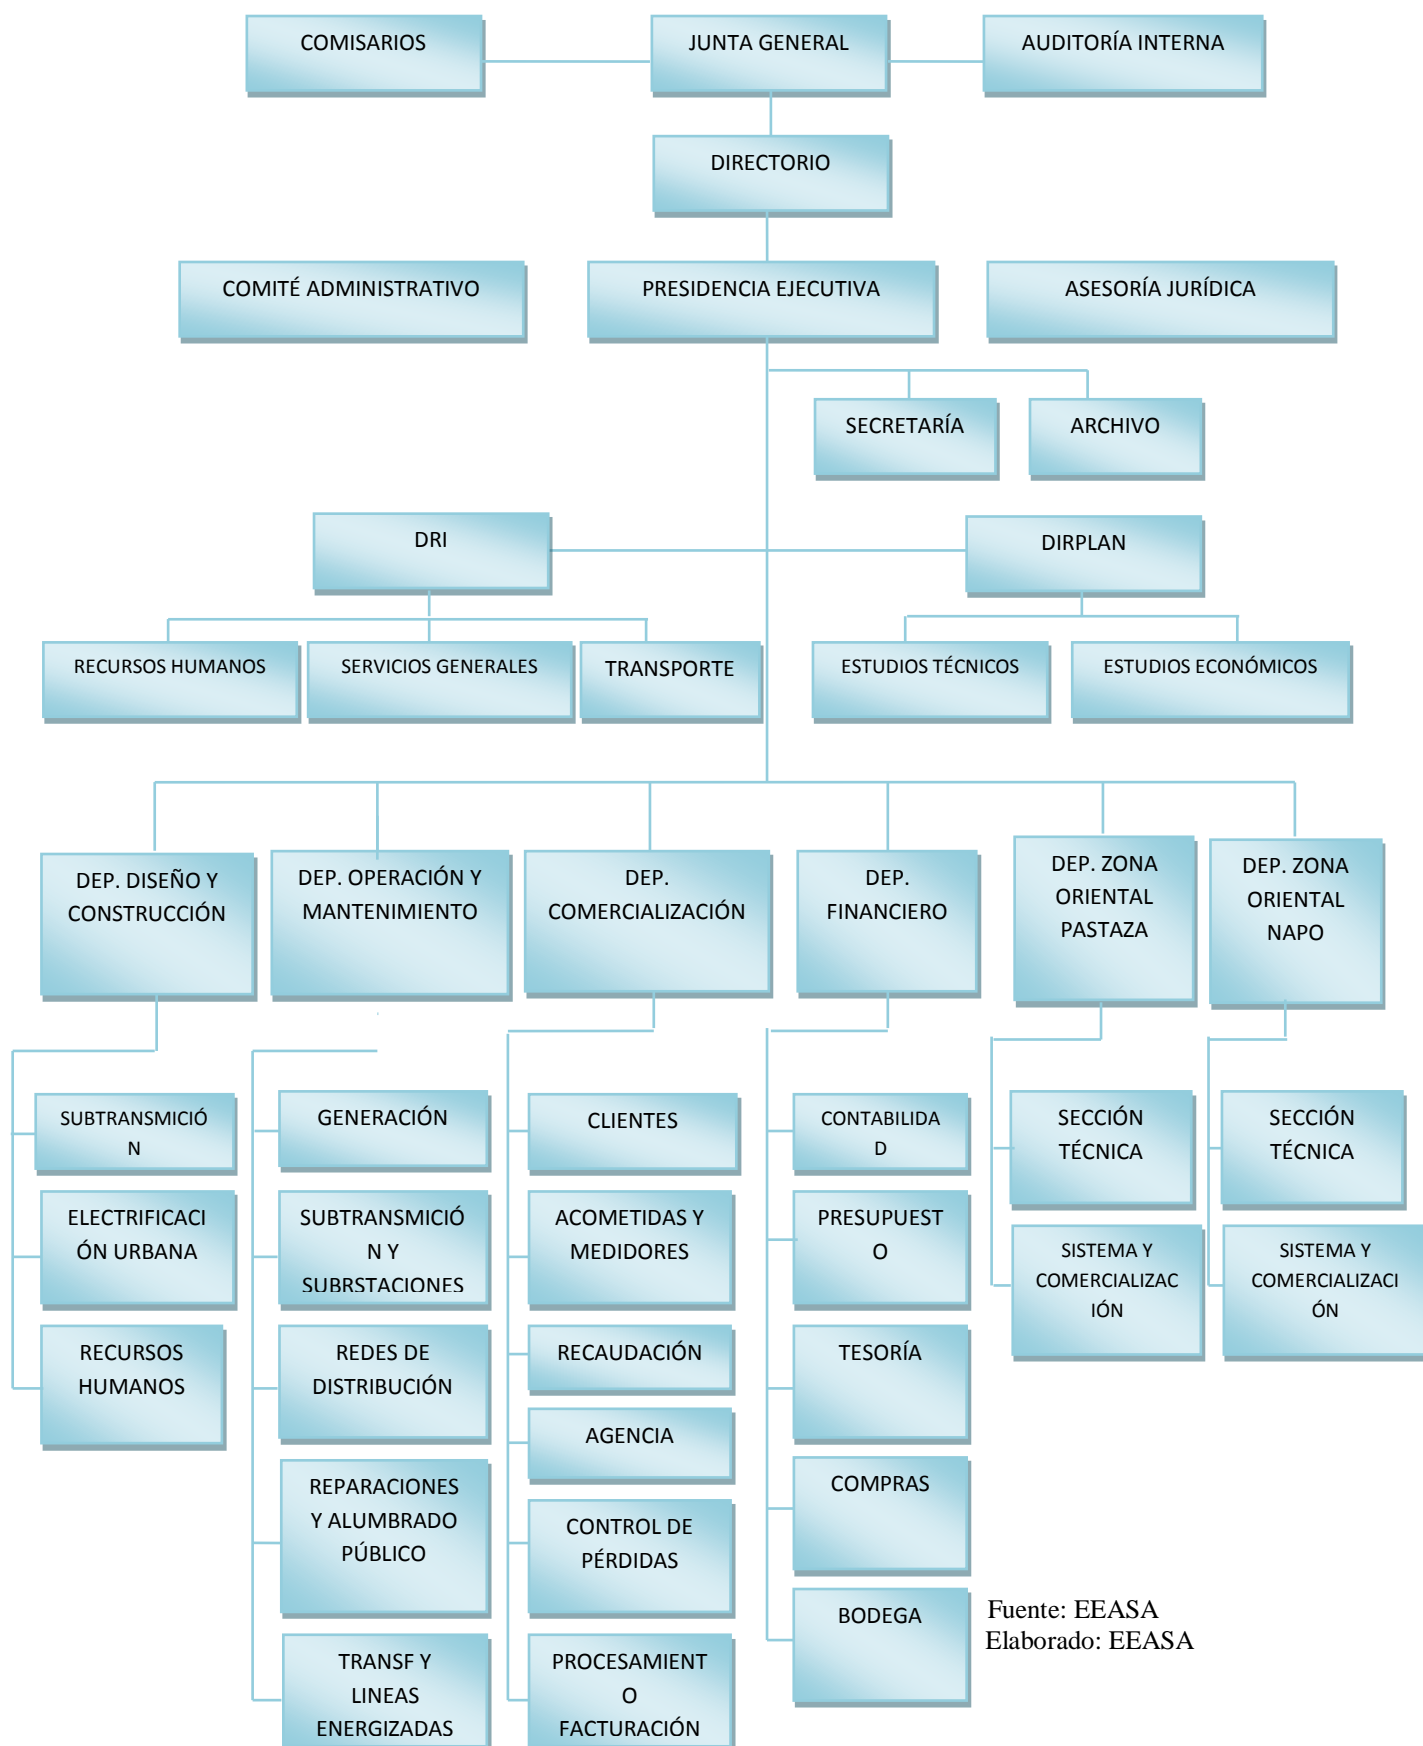 COMISARIOS
JUNTA GENERAL
AUDITORÍA INTERNA
DIRECTORIO
COMITÉ ADMINISTRATIVO
PRESIDENCIA EJECUTIVA
ASESORÍA JURÍDICA
SECRETARÍA
ARCHIVO
DRI
DIRPLAN
RECURSOS HUMANOS
SERVICIOS GENERALES
TRANSPORTE
ESTUDIOS TÉCNICOS
ESTUDIOS ECONÓMICOS
DEP. DISEÑO Y
CONSTRUCCIÓN
DEP. OPERACIÓN Y
MANTENIMIENTO
DEP.
COMERCIALIZACIÓN
DEP.
FINANCIERO
DEP. ZONA
ORIENTAL
PASTAZA
DEP. ZONA
ORIENTAL
NAPO
SUBTRANSMICIÓ
N
ELECTRIFICACI
ÓN URBANA
RECURSOS
HUMANOS
GENERACIÓN
SUBTRANSMICIÓ
N Y
SUBRSTACIONES
REDES DE
DISTRIBUCIÓN
REPARACIONES
Y ALUMBRADO
PÚBLICO
TRANSF Y
LINEAS
ENERGIZADAS
CLIENTES
ACOMETIDAS Y
MEDIDORES
RECAUDACIÓN
AGENCIA
CONTROL DE
PÉRDIDAS
PROCESAMIENT
O
FACTURACIÓN
CONTABILIDA
D
PRESUPUEST
O
TESORÍA
COMPRAS
BODEGA
SECCIÓN
TÉCNICA
SISTEMA Y
COMERCIALIZAC
IÓN
SECCIÓN
TÉCNICA
SISTEMA Y
COMERCIALIZACI
ÓN
Fuente: EEASA
Elaborado: EEASA